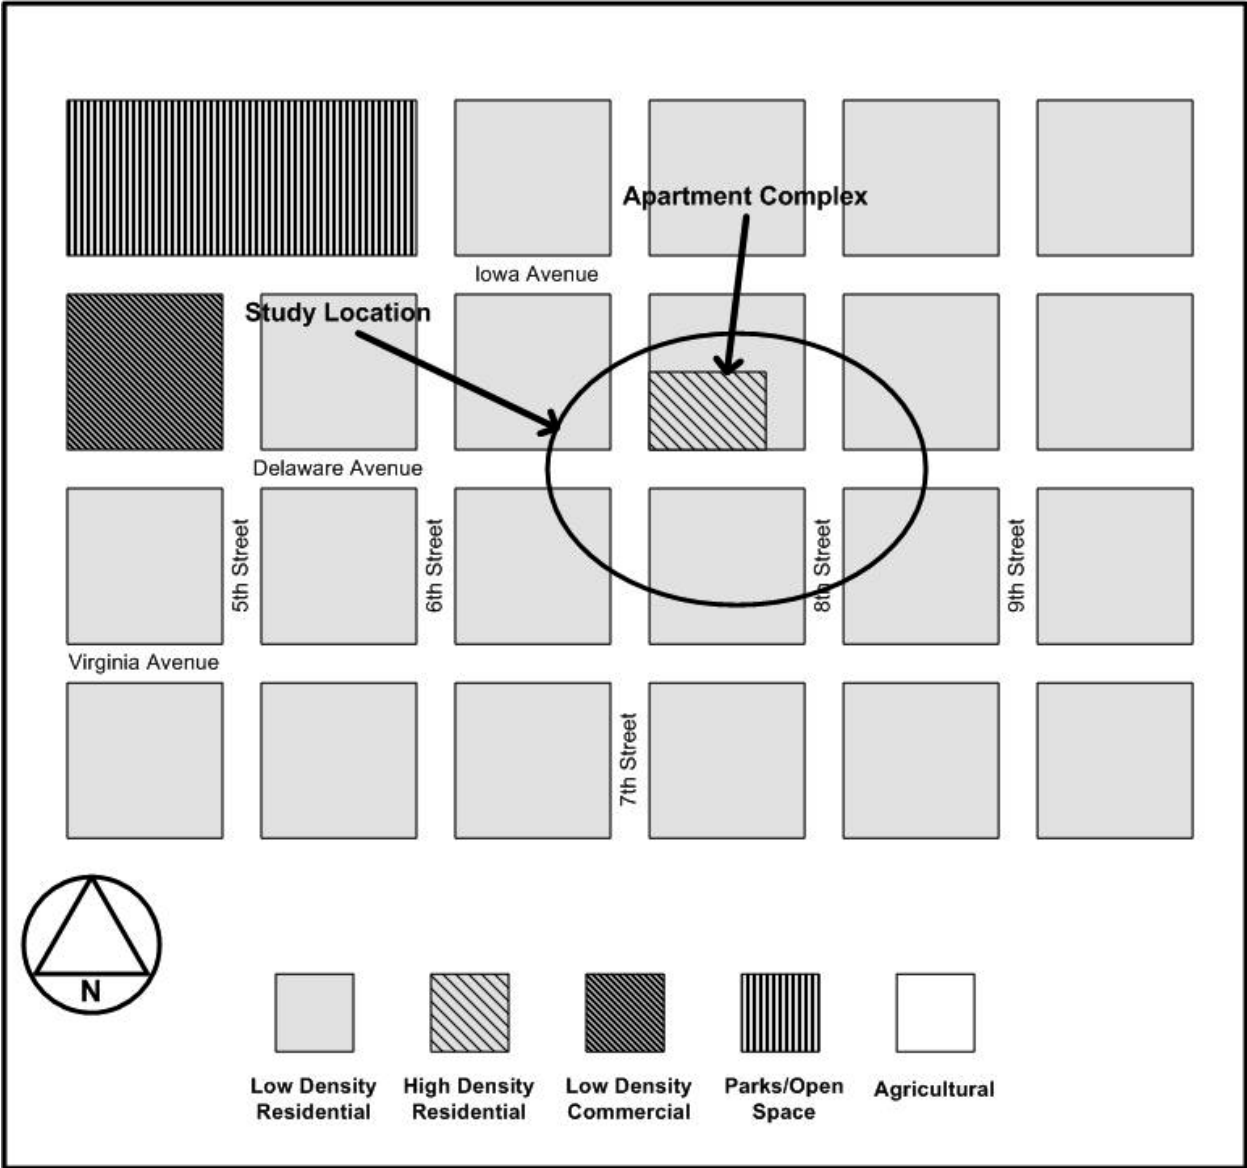 Apartment Complex
Iowa Avenue
Study Location
Delaware Avenue
5th Street
6th Street
8th Street
9th Street
Virginia Avenue
7th Street
N
Low Density
Residential
High Density
Residential
Low Density
Commercial
Parks/Open
Space
Agricultural